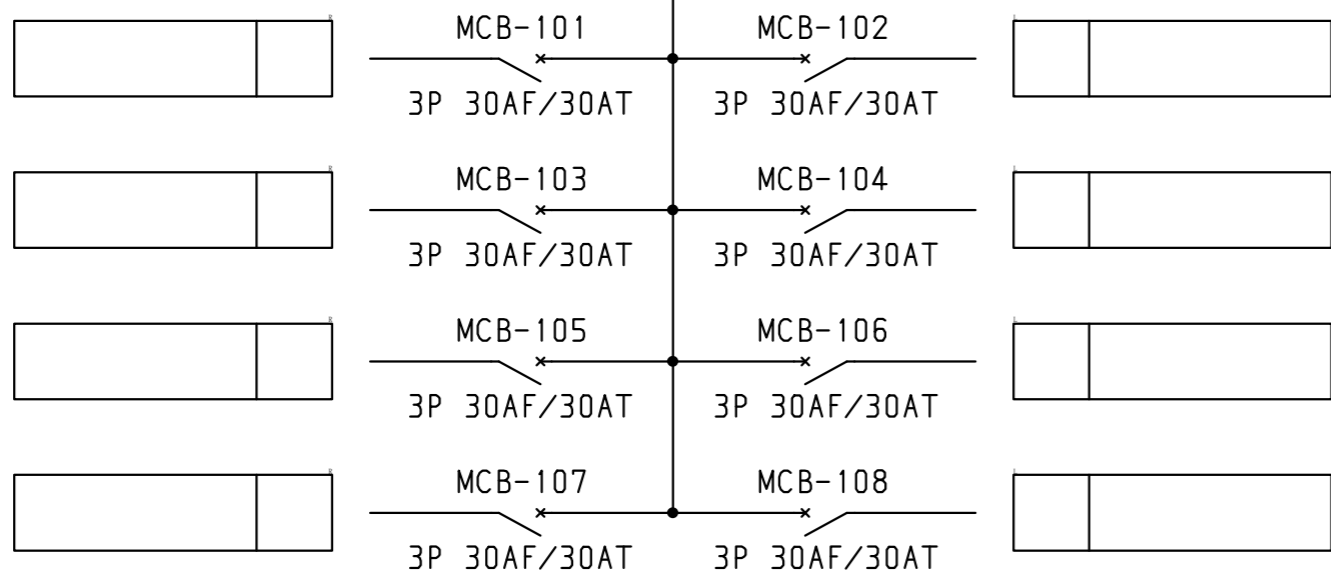 MCB-101 MCB-102
3P 30AF/30AT 3P 30AF/30AT
MCB-103 MCB-104
3P 30AF/30AT 3P 30AF/30AT
MCB-105 MCB-106
3P 30AF/30AT 3P 30AF/30AT
MCB-107 MCB-108
3P 30AF/30AT 3P 30AF/30AT